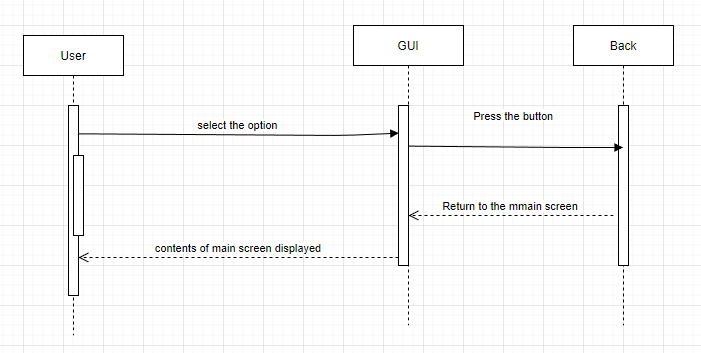 User
GUI
Back
select the option
Press the button
Return to the mmain screen
contents of main screen displayed